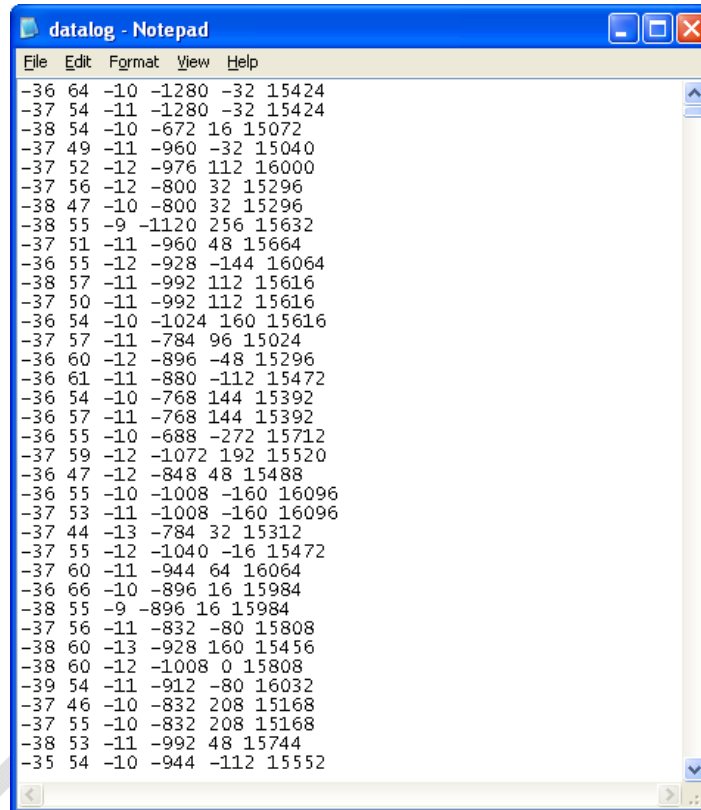 datalog - Notepad
File Edit Format View Help
-36 64 -10 -1280 -32 15424
-37 54 -11 -1280 -32 15424
-38 54 -10 -672 16 15072
-37 49 -11 -960 -32 15040
-37 52 -12 -976 112 16000
-37 56 -12 -800 32 15296
-38 47 -10 -800 32 15296
-38 55 -9 -1120 256 15632
-37 51 -11 -960 48 15664
-36 55 -12 -928 -144 16064
-38 57 -11 -992 112 15616
-37 50 -11 -992 112 15616
-36 54 -10 -1024 160 15616
-37 57 -11 -784 96 15024
-36 60 -12 -896 -48 15296
-36 61 -11 -880 -112 15472
-36 54 -10 -768 144 15392
-36 57 -11 -768 144 15392
-36 55 -10 -688 -272 15712
-37 59 -12 -1072 192 15520
-36 47 -12 -848 48 15488
-36 55 -10 -1008 -160 16096
-37 53 -11 -1008 -160 16096
-37 44 -13 -784 32 15312
-37 55 -12 -1040 -16 15472
-37 60 -11 -944 64 16064
-36 66 -10 -896 16 15984
-38 55 -9 -896 16 15984
-37 56 -11 -832 -80 15808
-38 60 -13 -928 160 15456
-38 60 -12 -1008 0 15808
-39 54 -11 -912 -80 16032
-37 46 -10 -832 208 15168
-37 55 -10 -832 208 15168
-38 53 -11 -992 48 15744
-35 54 -10 -944 -112 15552